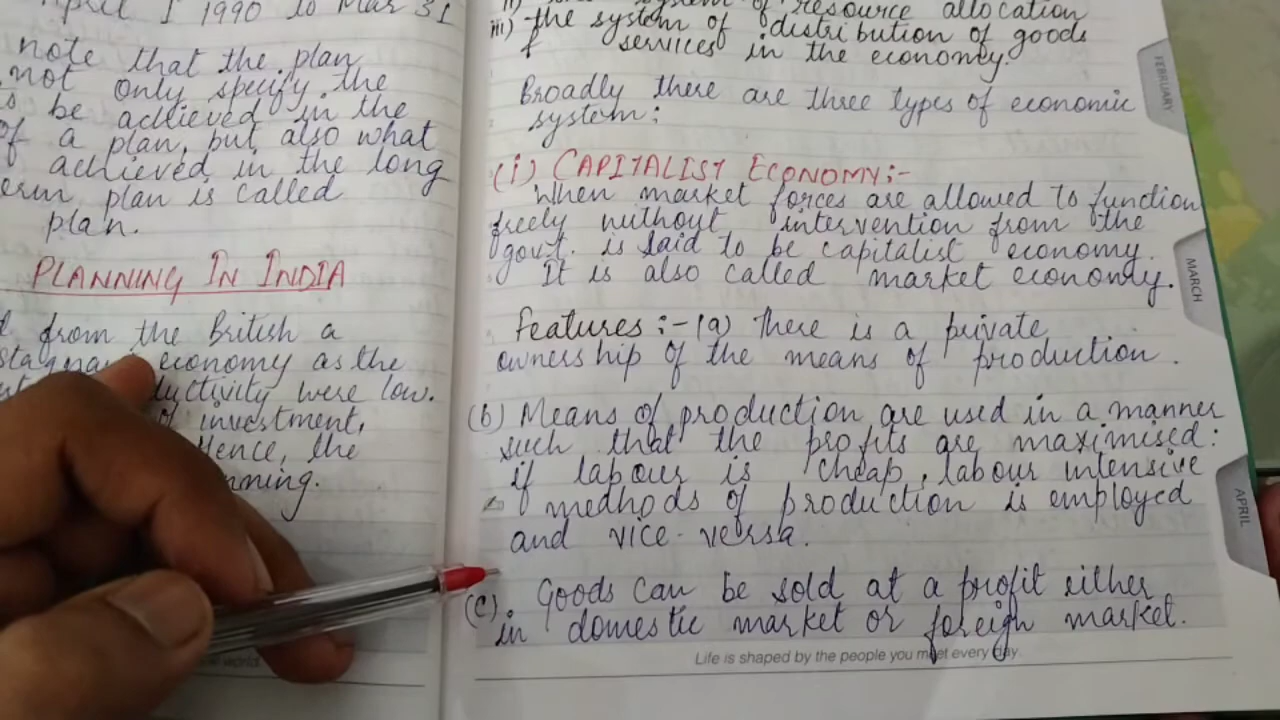 April 1 1990 to Mar 31
note that the plan
not only specify the
be achieved in the
of a plan, but also what
achieved in the long
plan is called
plan.
PLANNING IN INDIA
from the British a
economy as the
ductivity were low.
of investment,
Hence, the
nning.
resource allocation
iii) the system of distribution of goods
& services in the economy.
Broadly there are three types of economic
system:
(i) CAPITALIST ECONOMY:-
When market forces are allowed to function
freely without intervention from the
govt. is said to be capitalist economy.
It is also called market economy.
Features :- (a) There is a private
ownership of the means of production.
(b) Means of production are used in a manner
such that the profits are maximised:
if labour is cheap, labour intensive
methods of production is employed
and vice-versa.
(c). Goods can be sold at a profit either
in domestic market or foreign market.
Life is shaped by the people you meet every day.
FEBRUARY
MARCH
APRIL